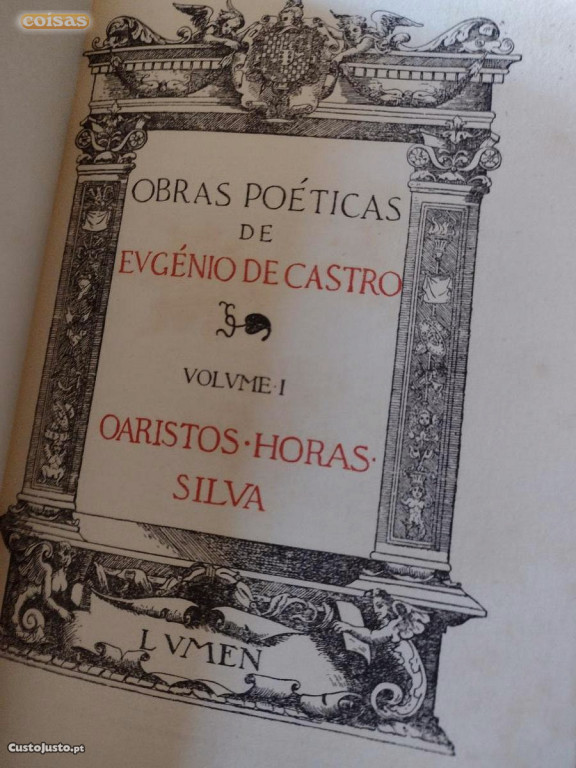 coisas
OBRAS POÉTICAS
DE
EVGÉNIO DE CASTRO
VOLVME·I
OARISTOS·HORAS·
SILVA
LVMEN
CustoJusto.pt